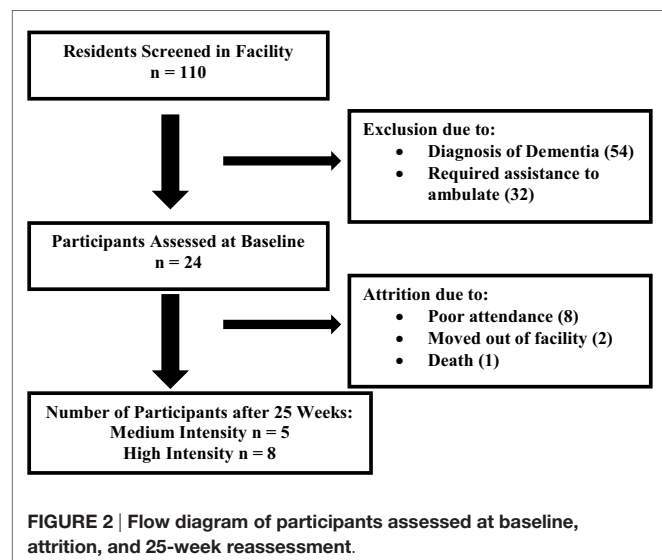 Residents Screened in Facility
n = 110
Exclusion due to:
• Diagnosis of Dementia (54)
• Required assistance to
ambulate (32)
Participants Assessed at Baseline
n = 24
Attrition due to:
• Poor attendance (8)
• Moved out of facility (2)
• Death (1)
Number of Participants after 25 Weeks:
Medium Intensity n = 5
High Intensity n = 8
FIGURE 2 | Flow diagram of participants assessed at baseline,
attrition, and 25-week reassessment.